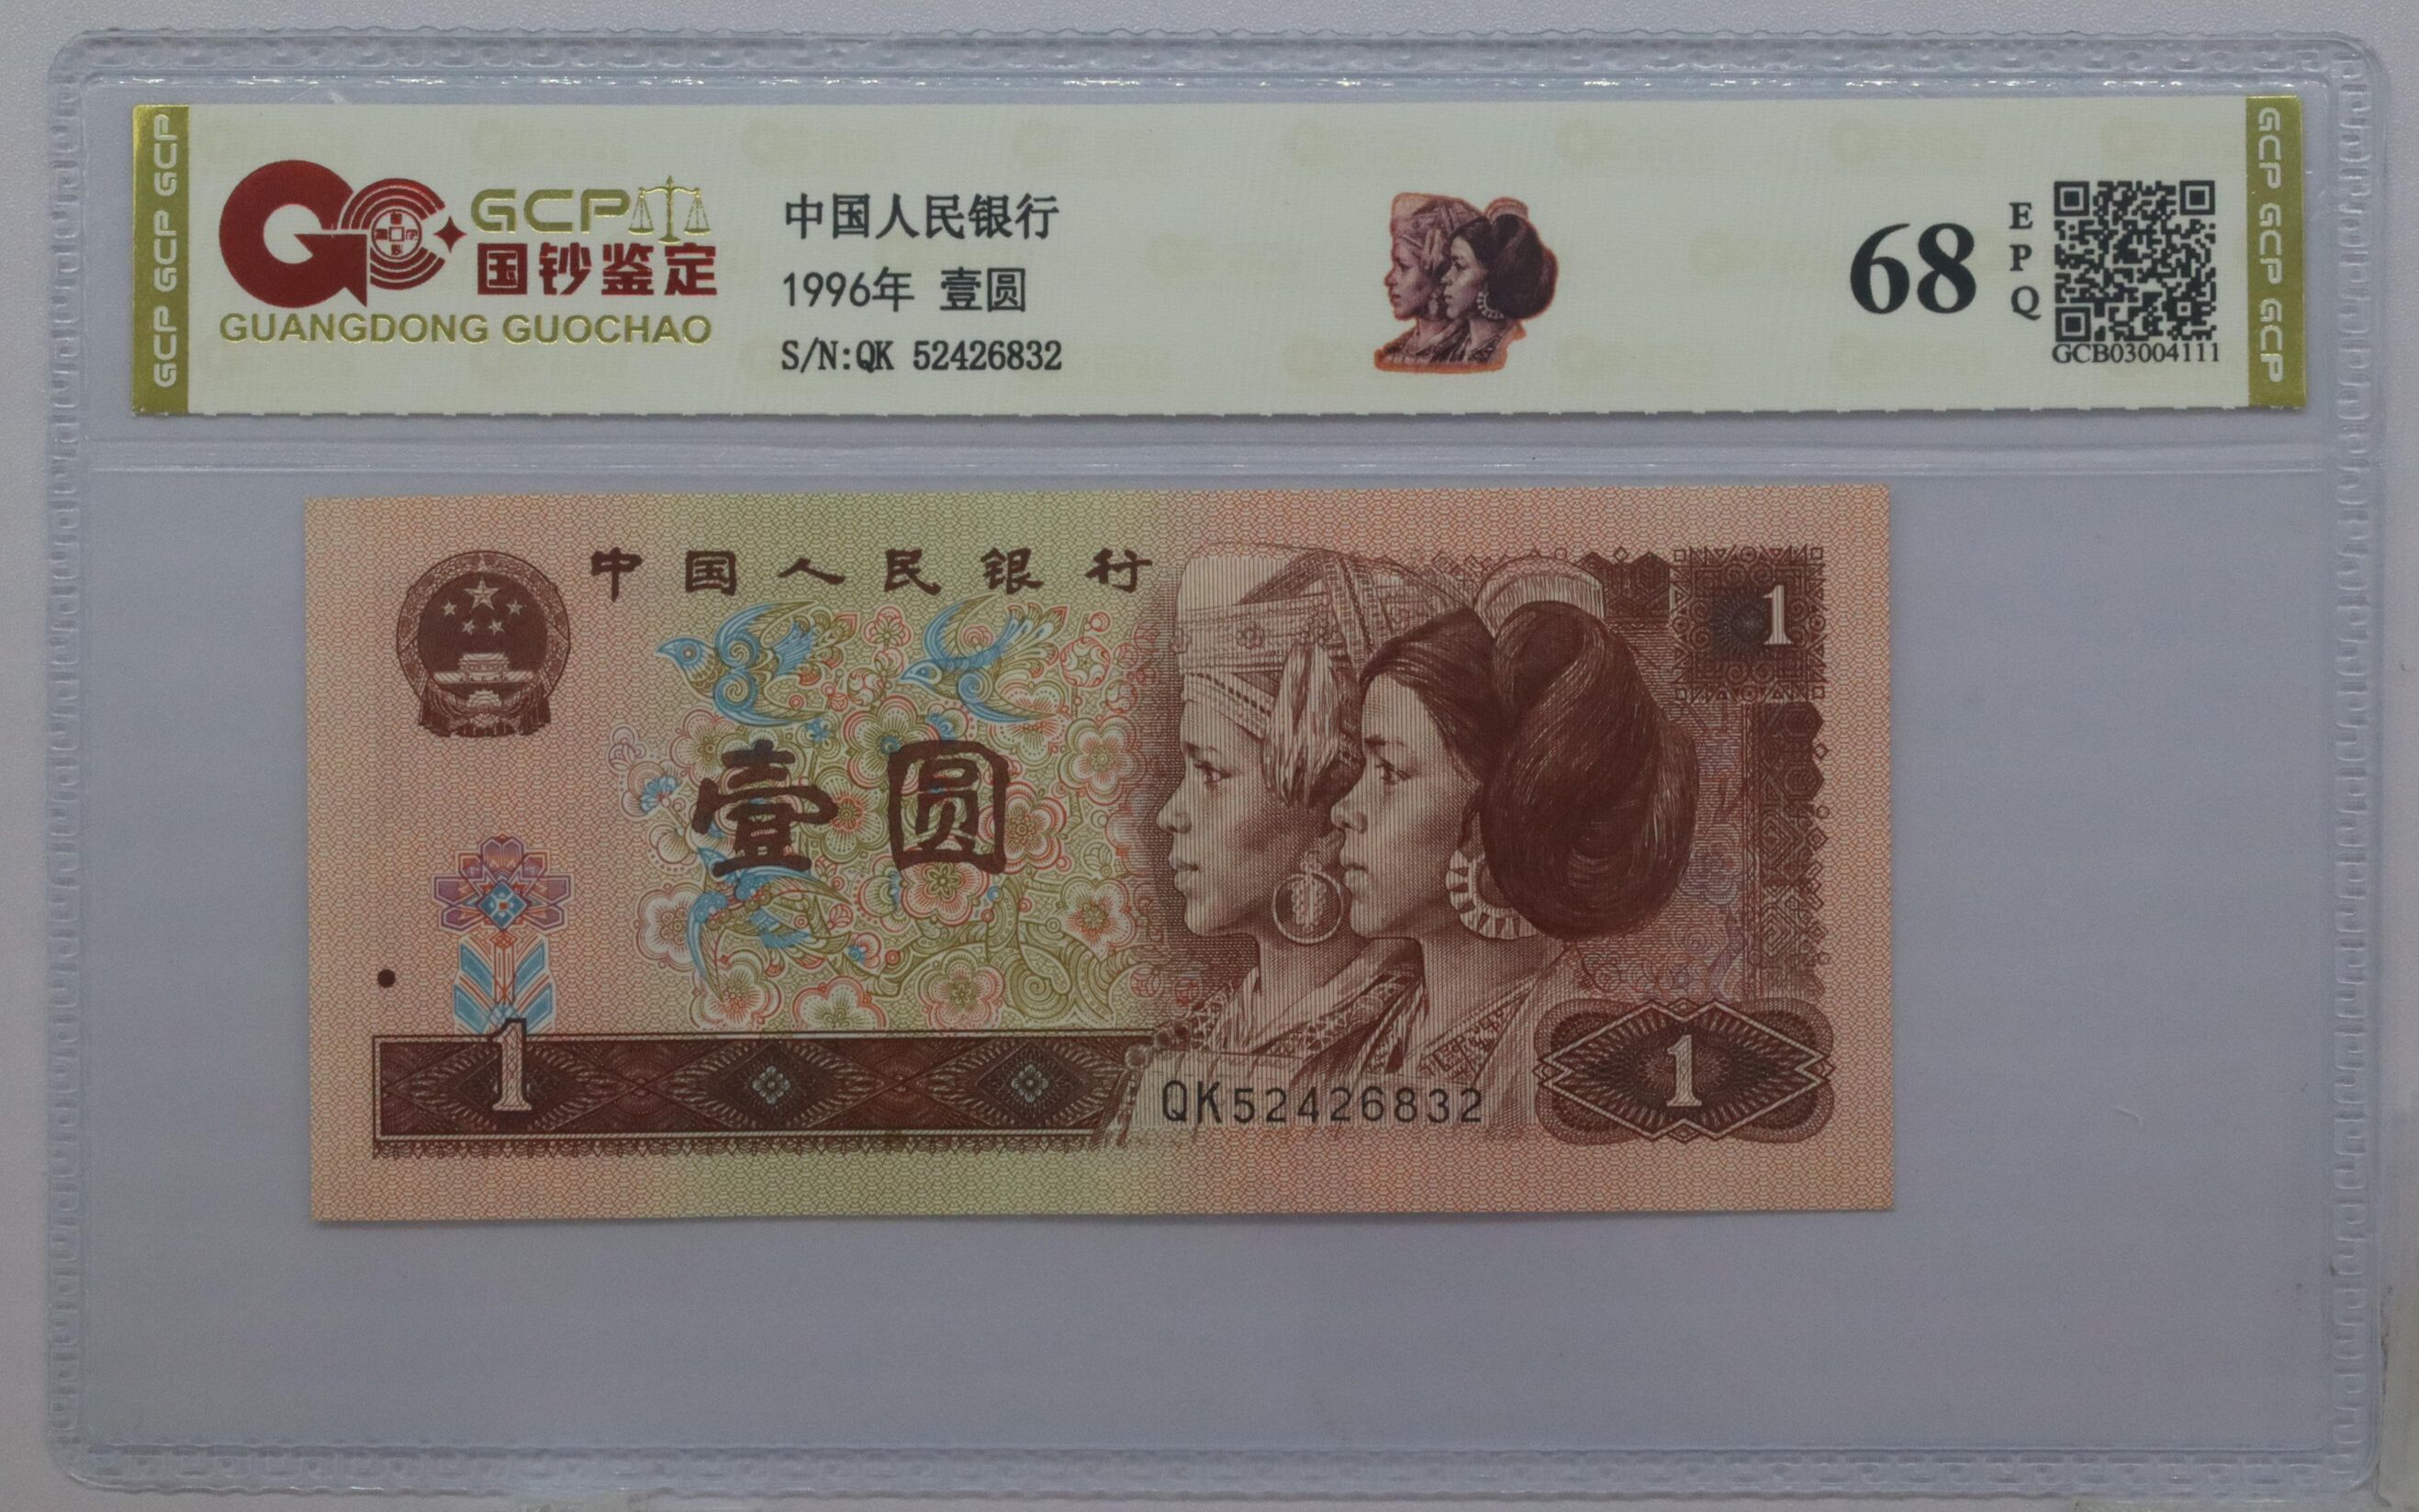 GCP GCP GCP
GCP
国钞鉴定
GUANGDONG GUOCHAO
中国人民银行
1996年 壹圆
S/N:QK 52426832
68
EPQ
GCB03004111
GCP GCP GCP
中国人民银行
1
壹圆
1
QK52426832
1